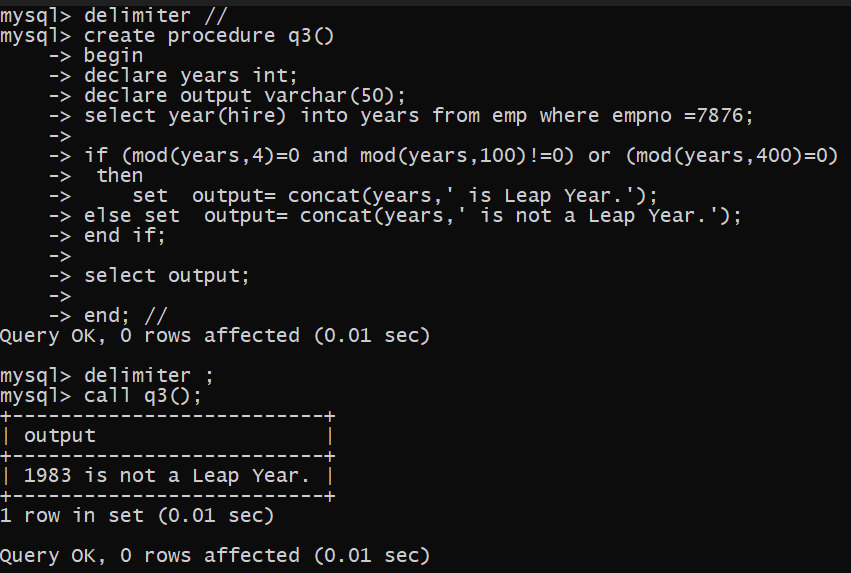 mysql> delimiter //
mysql> create procedure q3()
    -> begin
    -> declare years int;
    -> declare output varchar(50);
    -> select year(hire) into years from emp where empno =7876;
    ->
    -> if (mod(years,4)=0 and mod(years,100)!=0) or (mod(years,400)=0)
    ->  then
    ->     set  output= concat(years,' is Leap Year.');
    -> else set  output= concat(years,' is not a Leap Year.');
    -> end if;
    ->
    -> select output;
    ->
    -> end; //
Query OK, 0 rows affected (0.01 sec)

mysql> delimiter ;
mysql> call q3();
+--------------------------+
| output                   |
+--------------------------+
| 1983 is not a Leap Year. |
+--------------------------+
1 row in set (0.01 sec)

Query OK, 0 rows affected (0.01 sec)